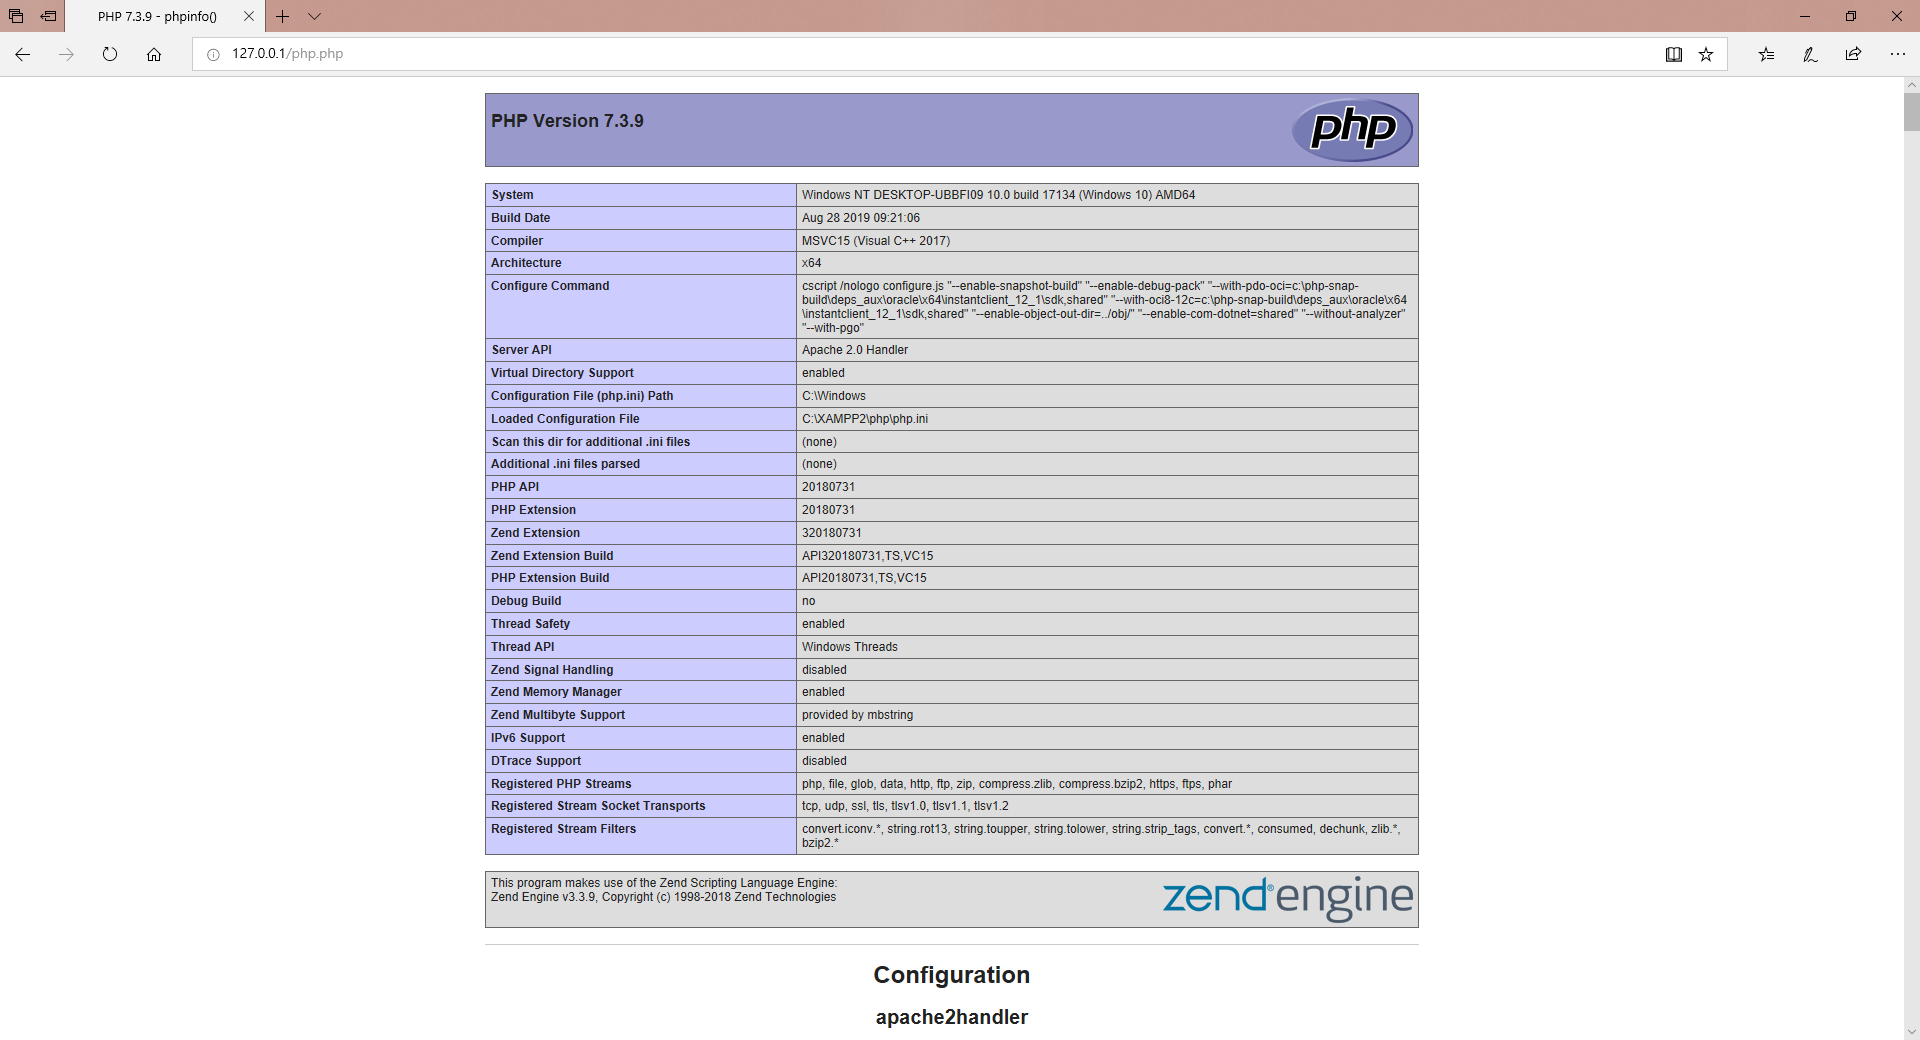 PHP 7.3.9 - phpinfo()
127.0.0.1/php.php
PHP Version 7.3.9
php
System Windows NT DESKTOP-UBBFI09 10.0 build 17134 (Windows 10) AMD64
Build Date Aug 28 2019 09:21:06
Compiler MSVC15 (Visual C++ 2017)
Architecture x64
Configure Command cscript /nologo configure.js "--enable-snapshot-build" "--enable-debug-pack" "--with-pdo-oci=c:\php-snap-
build\deps_aux\oracle\x64\instantclient_12_1\sdk,shared" "--with-oci8-12c=c:\php-snap-build\deps_aux\oracle\x64
\instantclient_12_1\sdk,shared" "--enable-object-out-dir=../obj/" "--enable-com-dotnet=shared" "--without-analyzer"
"--with-pgo"
Server API Apache 2.0 Handler
Virtual Directory Support enabled
Configuration File (php.ini) Path C:\Windows
Loaded Configuration File C:\XAMPP2\php\php.ini
Scan this dir for additional .ini files (none)
Additional .ini files parsed (none)
PHP API 20180731
PHP Extension 20180731
Zend Extension 320180731
Zend Extension Build API320180731,TS,VC15
PHP Extension Build API20180731,TS,VC15
Debug Build no
Thread Safety enabled
Thread API Windows Threads
Zend Signal Handling disabled
Zend Memory Manager enabled
Zend Multibyte Support provided by mbstring
IPv6 Support enabled
DTrace Support disabled
Registered PHP Streams php, file, glob, data, http, ftp, zip, compress.zlib, compress.bzip2, https, ftps, phar
Registered Stream Socket Transports tcp, udp, ssl, tls, tlsv1.0, tlsv1.1, tlsv1.2
Registered Stream Filters convert.iconv.*, string.rot13, string.toupper, string.tolower, string.strip_tags, convert.*, consumed, dechunk, zlib.*,
bzip2.*
This program makes use of the Zend Scripting Language Engine:
Zend Engine v3.3.9, Copyright (c) 1998-2018 Zend Technologies
zend® engine
Configuration
apache2handler